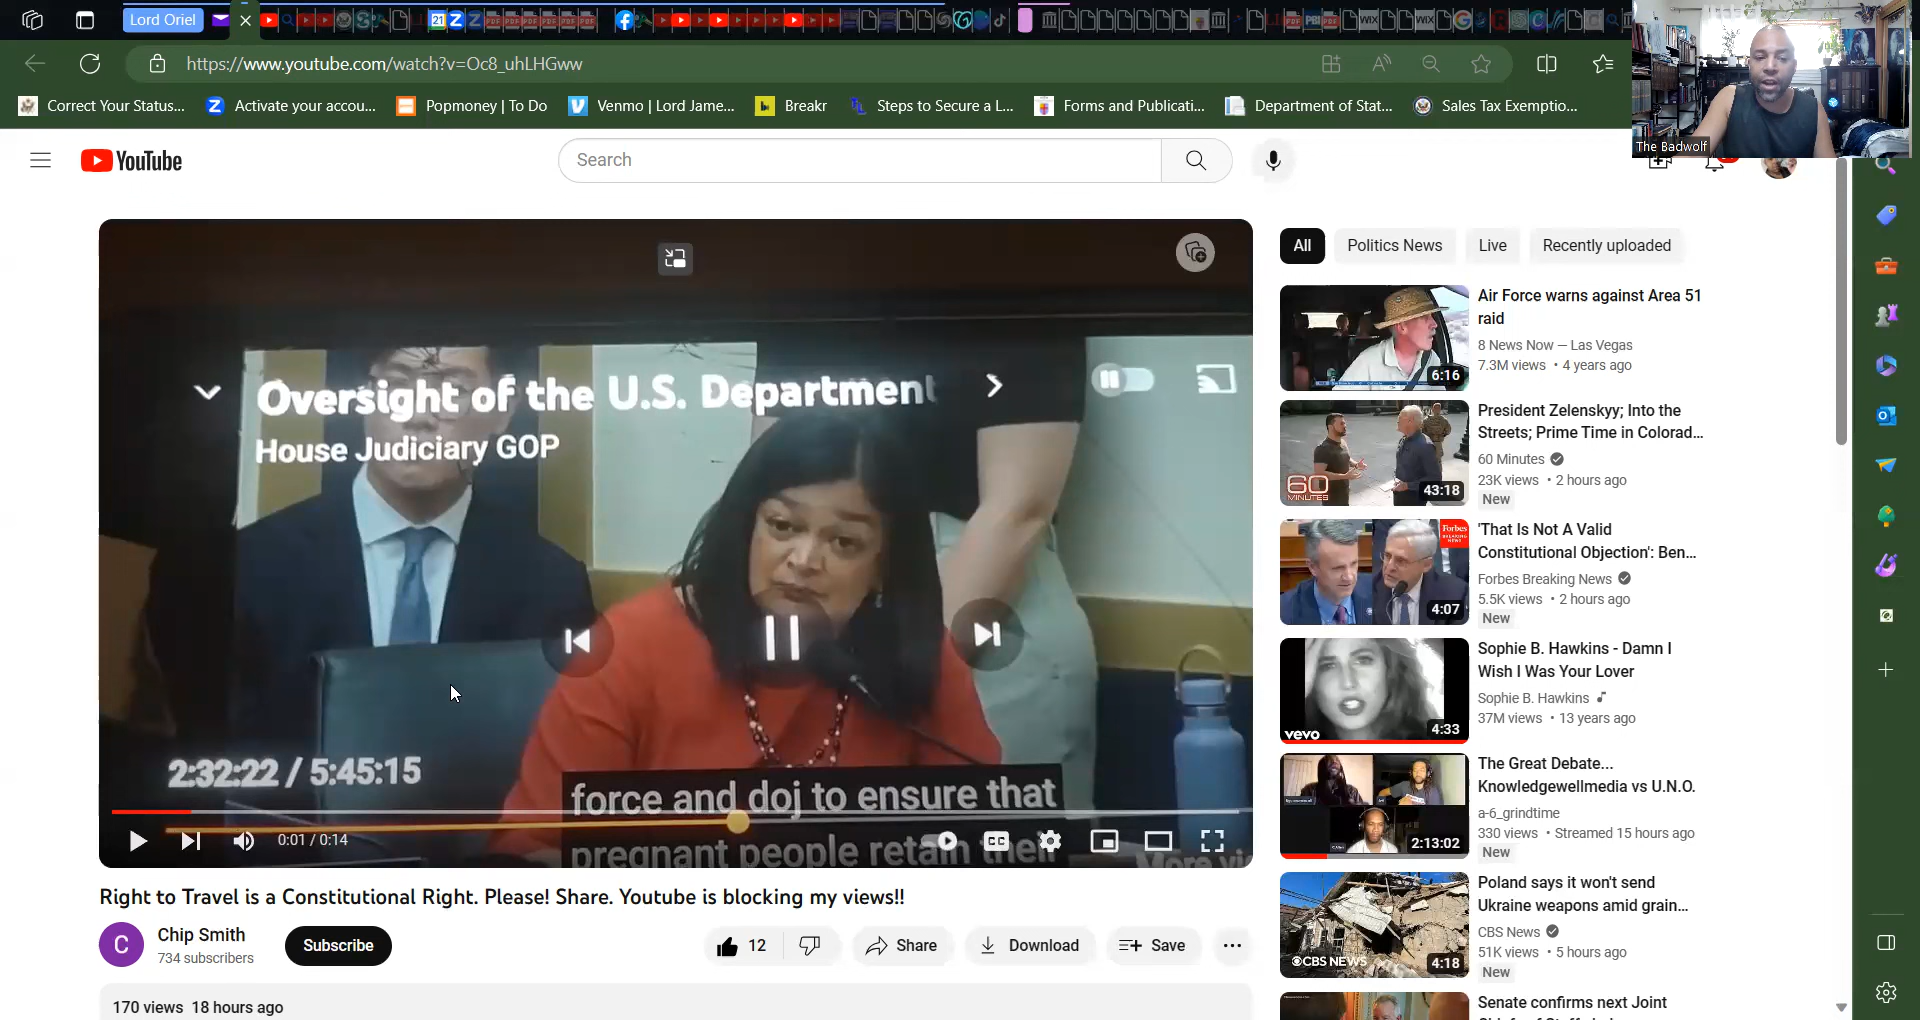 Lord Oriel
21
https://www.youtube.com/watch?v=Oc8_uhLHGww
Correct Your Status...
Activate your accou...
Popmoney | To Do
Venmo | Lord Jame...
Breakr
Steps to Secure a L...
Forms and Publicati...
Department of Stat...
Sales Tax Exemptio...
The Badwolf
YouTube
Search
Oversight of the U.S. Department
House Judiciary GOP
2:32:22 / 5:45:15
force and doj to ensure that
pregnant people retain their
0:01 / 0:14
CC
Right to Travel is a Constitutional Right. Please! Share. Youtube is blocking my views!!
C
Chip Smith
734 subscribers
Subscribe
12
Share
Download
Save
170 views 18 hours ago
All
Politics News
Live
Recently uploaded
6:16
Air Force warns against Area 51
raid
8 News Now — Las Vegas
7.3M views • 4 years ago
60
MINUTES
43:18
President Zelenskyy; Into the
Streets; Prime Time in Colorad...
60 Minutes
23K views • 2 hours ago
New
Forbes
4:07
'That Is Not A Valid
Constitutional Objection': Ben...
Forbes Breaking News
5.5K views • 2 hours ago
New
vevo
4:33
Sophie B. Hawkins - Damn I
Wish I Was Your Lover
Sophie B. Hawkins
37M views • 13 years ago
2:13:02
The Great Debate...
Knowledgewellmedia vs U.N.O.
a-6_grindtime
330 views • Streamed 15 hours ago
New
CBS NEWS
4:18
Poland says it won't send
Ukraine weapons amid grain...
CBS News
51K views • 5 hours ago
New
Senate confirms next Joint